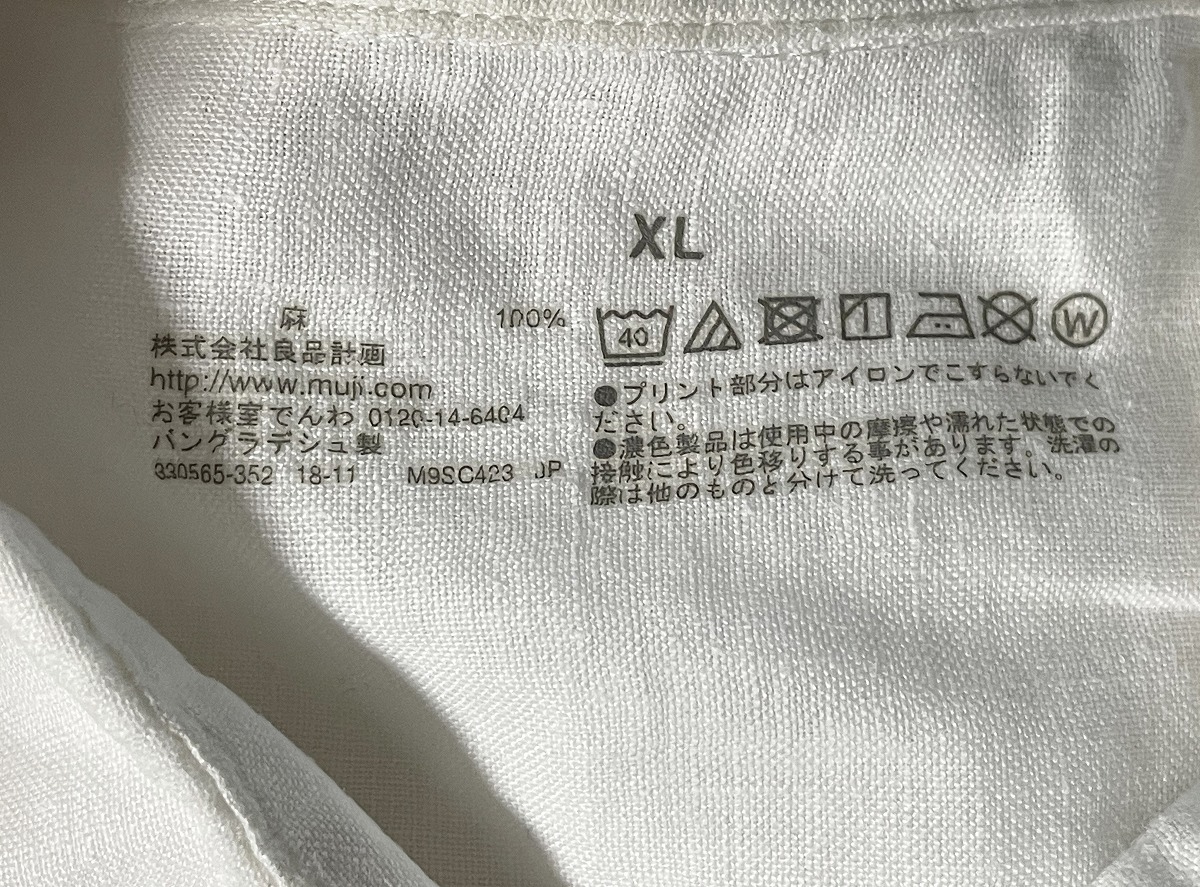 XL
麻 100%
株式会社良品計画
http://www.muji.com
お客様室でんわ 0120-14-6404
バングラデシュ製
330565-352 18-11 M9SC423 JP
40
W
●プリント部分はアイロンでこすらないでく
ださい。
●濃色製品は使用中の摩擦や濡れた状態での
接触により色移りする事があります。洗濯の
際は他のものと分けて洗ってください。